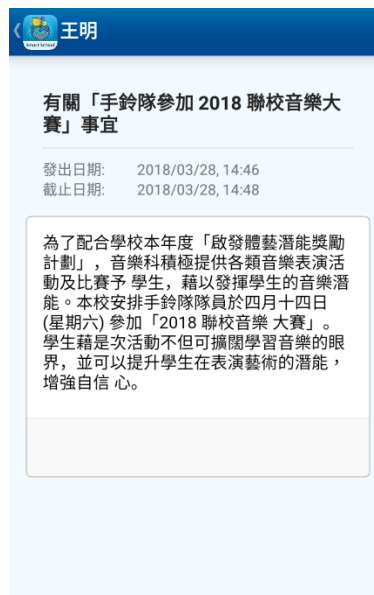 王明
有關「手鈴隊參加 2018 聯校音樂大
賽」事宜
發出日期: 2018/03/28, 14:46
截止日期: 2018/03/28, 14:48
為了配合學校本年度「啟發體藝潛能獎勵
計劃」，音樂科積極提供各類音樂表演活
動及比賽予 學生，藉以發揮學生的音樂潛
能。本校安排手鈴隊隊員於四月十四日
(星期六) 參加「2018 聯校音樂 大賽」。
學生藉是次活動不但可擴闊學習音樂的眼
界，並可以提升學生在表演藝術的潛能，
增強自信 心。